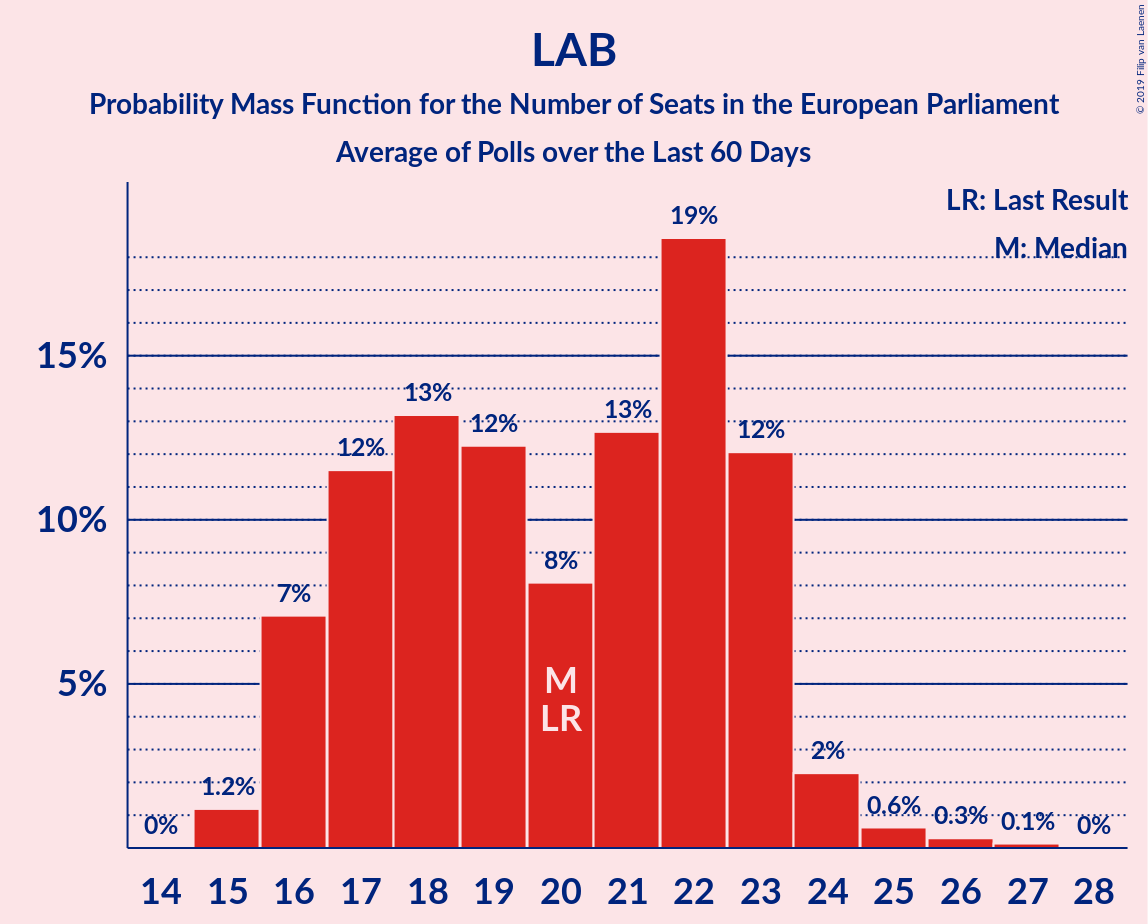 LAB
Probability Mass Function for the Number of Seats in the European Parliament
Average of Polls over the Last 60 Days
© 2019 Filip van Laenen
LR: Last Result
M: Median
15%
10%
5%
0%
1.2%
7%
12%
13%
12%
8%
13%
19%
12%
2%
0.6%
0.3%
0.1%
0%
M
LR
14 15 16 17 18 19 20 21 22 23 24 25 26 27 28